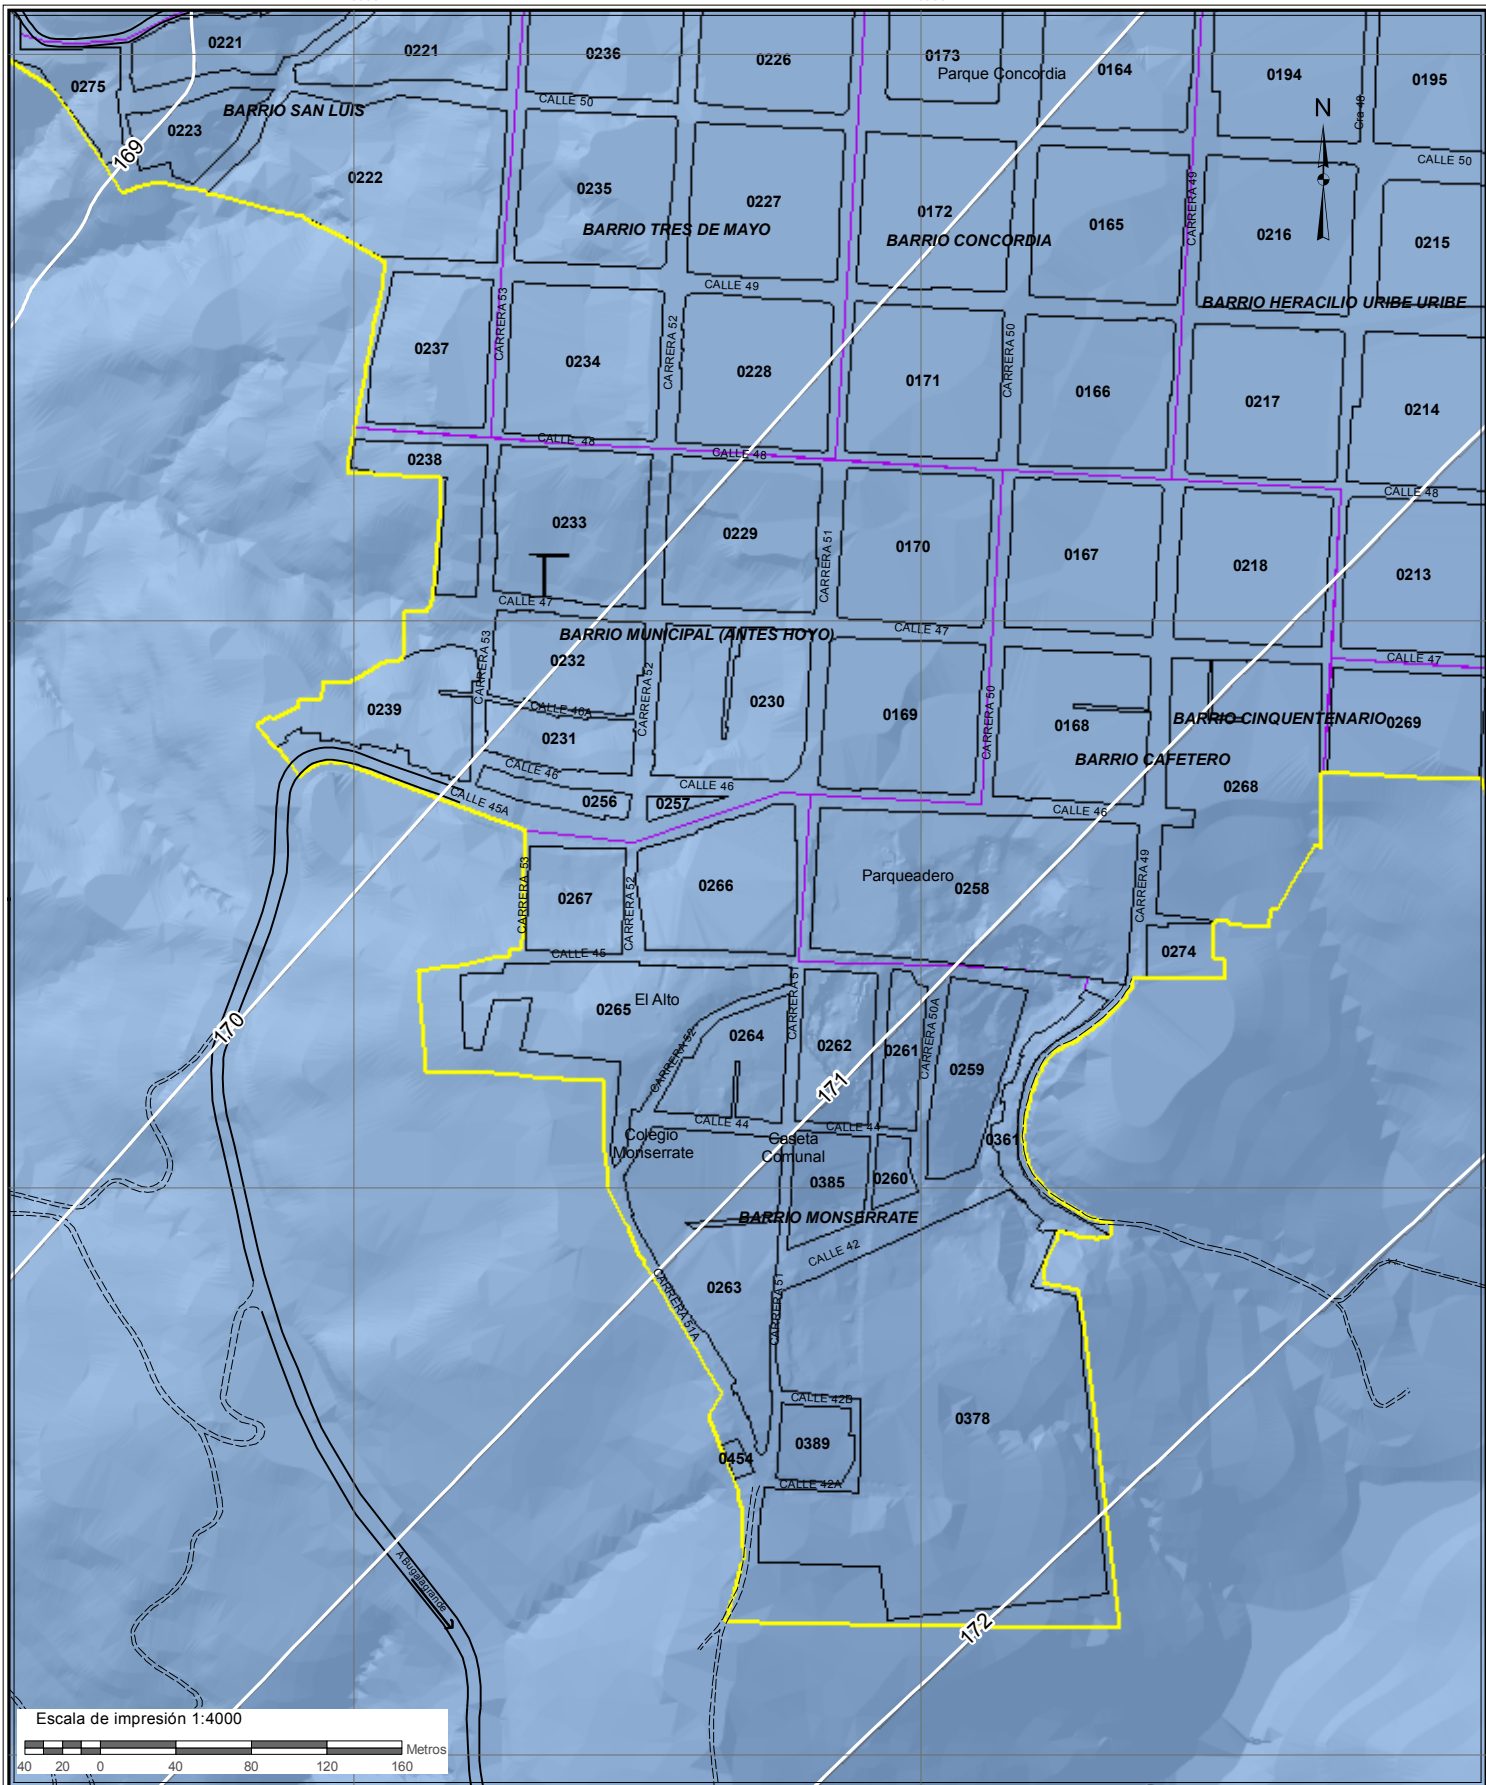 0221
0221
0236
0226
0173
Parque Concordia
0164
0194
0195
0275
0223
BARRIO SAN LUIS
CALLE 50
Cra 48
N
CALLE 50
169
0222
0235
0227
0172
0165
CARRERA 49
0216
0215
BARRIO TRES DE MAYO
BARRIO CONCORDIA
CALLE 49
BARRIO HERACILIO URIBE URIBE
0237
CARRERA 53
0234
CARRERA 52
0228
0171
CARRERA 50
0166
0217
0214
0238
CALLE 48
CALLE 48
CALLE 48
0233
0229
CARRERA 51
0170
0167
0218
0213
CALLE 47
BARRIO MUNICIPAL (ANTES HOYO)
CALLE 47
CALLE 47
CARRERA 53
0232
CARRERA 52
0239
CALLE 46A
0230
0169
CARRERA 50
0168
BARRIO CINQUENTENARIO
0269
0231
BARRIO CAFETERO
CALLE 46
CALLE 46
0268
CALLE 45A
0256
0257
CALLE 46
CARRERA 53
0267
CARRERA 52
0266
Parqueadero
0258
CARRERA 49
CALLE 45
0274
0265
El Alto
CARRERA 51
CARRERA 50A
170
CARRERA 52
0264
0262
0261
0259
171
CALLE 44
CALLE 44
Colegio
Monserrate
Caseta
Comunal
0361
0385
0260
BARRIO MONSERRATE
CALLE 42
0263
CARRERA 51A
CARRERA 51
CALLE 42B
0378
0389
0454
CALLE 42A
A Bugalagrande
172
Escala de impresión 1:4000
Metros
40 20 0 40 80 120 160